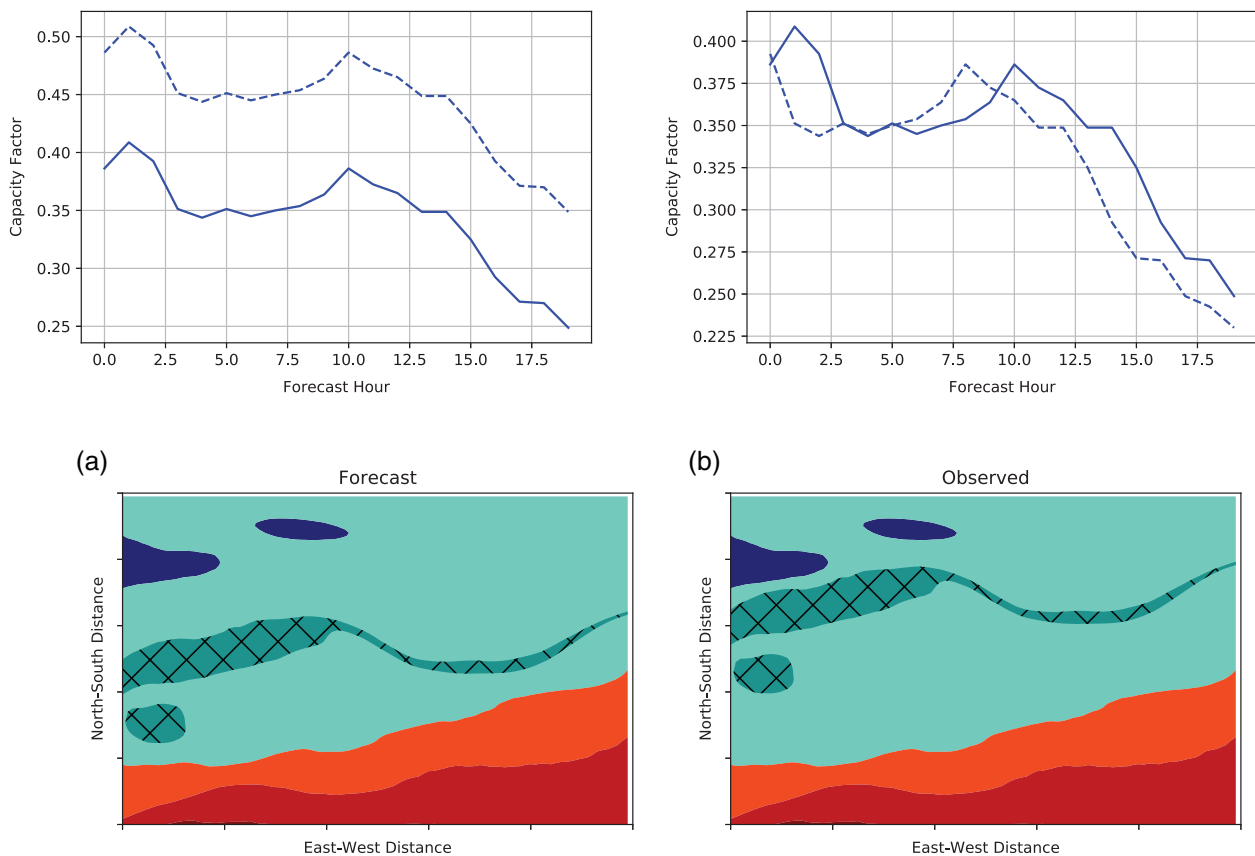 0.50
0.45
0.40
0.35
0.30
0.25
Capacity Factor
0.0 2.5 5.0 7.5 10.0 12.5 15.0 17.5
Forecast Hour
0.400
0.375
0.350
0.325
0.300
0.275
0.250
0.225
Capacity Factor
0.0 2.5 5.0 7.5 10.0 12.5 15.0 17.5
Forecast Hour
(a)
Forecast
North-South Distance
East-West Distance
(b)
Observed
North-South Distance
East-West Distance